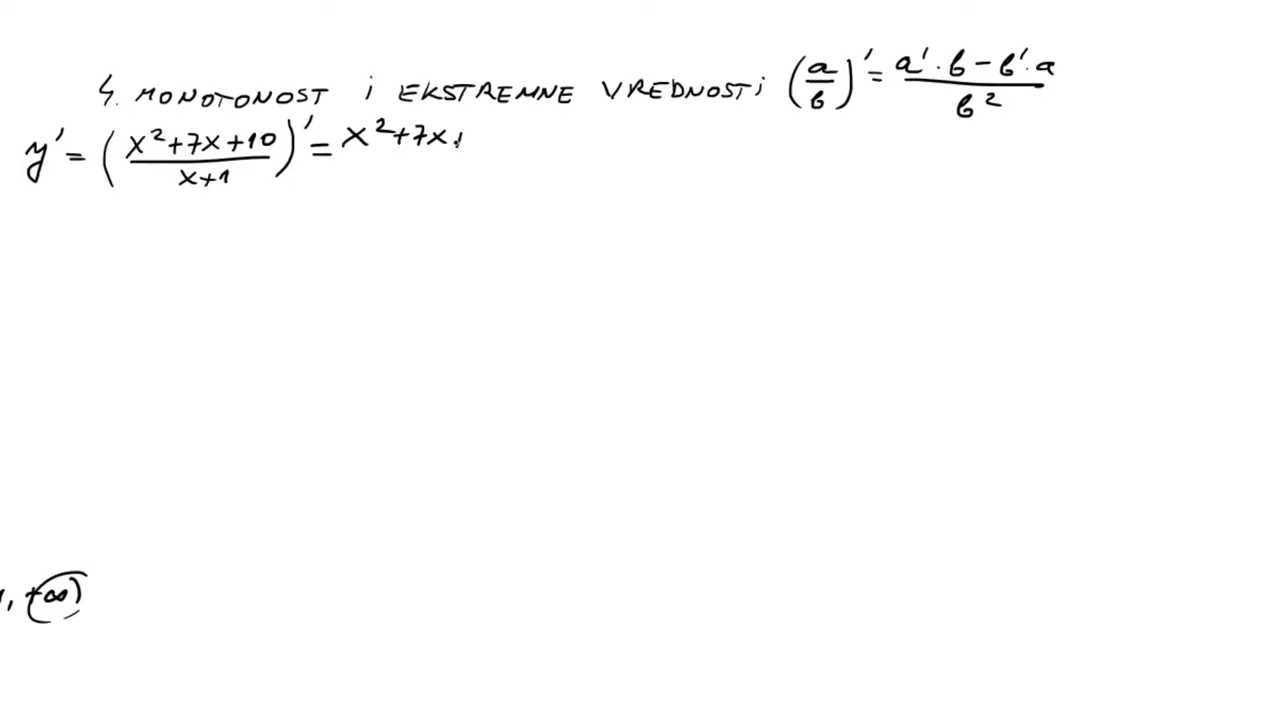 4. MONOTONOST i EKSTREMNE VREDNOSTi (a/b)' = (a'·b − b'·a)/b²
y' = ((x²+7x+10)/(x+1))' = x²+7x
+∞)